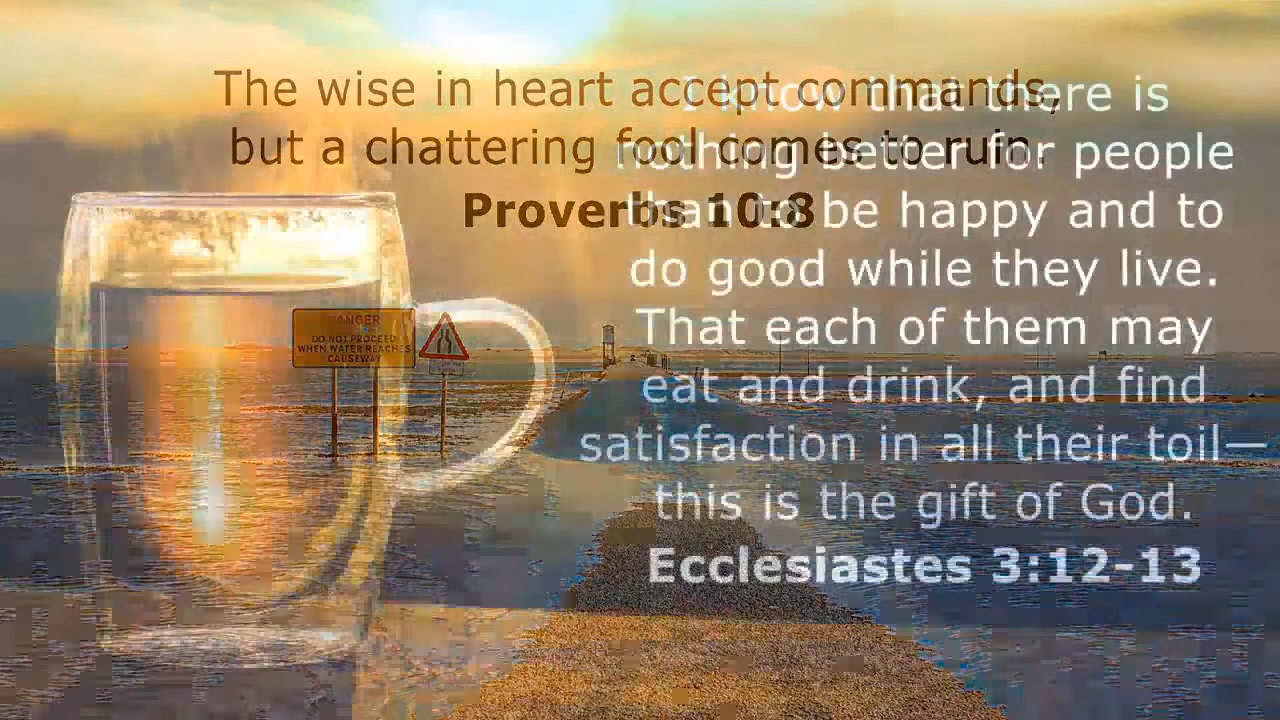 The wise in heart accept commands,
but a chattering fool comes to ruin.
Proverbs 10:8
I know that there is
nothing better for people
than to be happy and to
do good while they live.
That each of them may
eat and drink, and find
satisfaction in all their toil—
this is the gift of God.
Ecclesiastes 3:12-13
DANGER
DO NOT PROCEED
WHEN WATER REACHES
CAUSEWAY